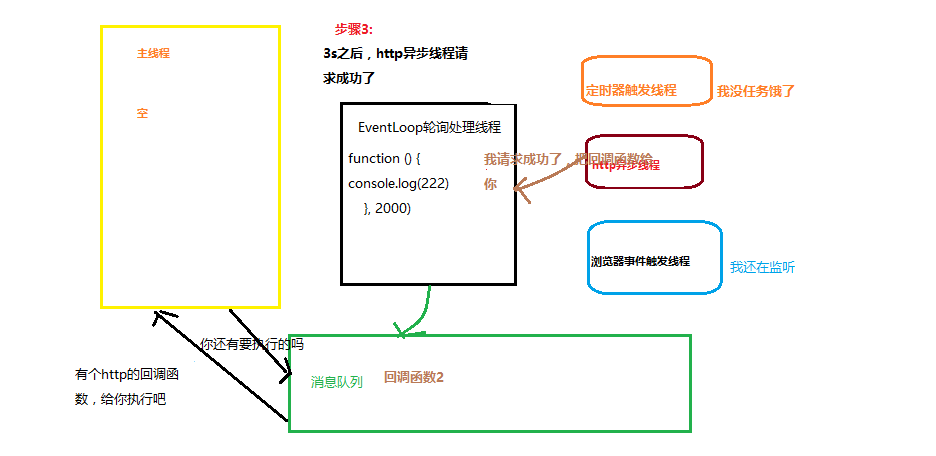 步骤3:
3s之后，http异步线程请
求成功了
主线程
空
EventLoop轮询处理线程
function () {
console.log(222)
}, 2000)
我请求成功了，把回调函数给
你
定时器触发线程
我没任务饿了
http异步线程
浏览器事件触发线程
我还在监听
你还有要执行的吗
有个http的回调函
数，给你执行吧
消息队列
回调函数2